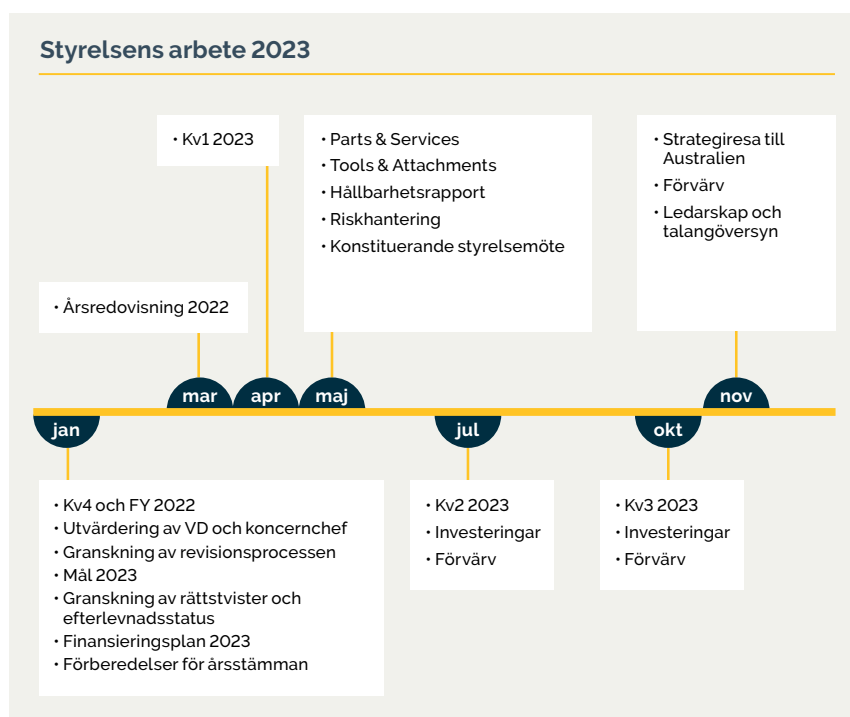 Styrelsens arbete 2023
• Kv1 2023
• Parts & Services
• Tools & Attachments
• Hållbarhetsrapport
• Riskhantering
• Konstituerande styrelsemöte
• Strategiresa till
Australien
• Förvärv
• Ledarskap och
talangöversyn
• Årsredovisning 2022
mar
apr
maj
nov
jan
jul
okt
• Kv4 och FY 2022
• Utvärdering av VD och koncernchef
• Granskning av revisionsprocessen
• Mål 2023
• Granskning av rättstvister och
efterlevnadsstatus
• Finansieringsplan 2023
• Förberedelser för årsstämman
• Kv2 2023
• Investeringar
• Förvärv
• Kv3 2023
• Investeringar
• Förvärv